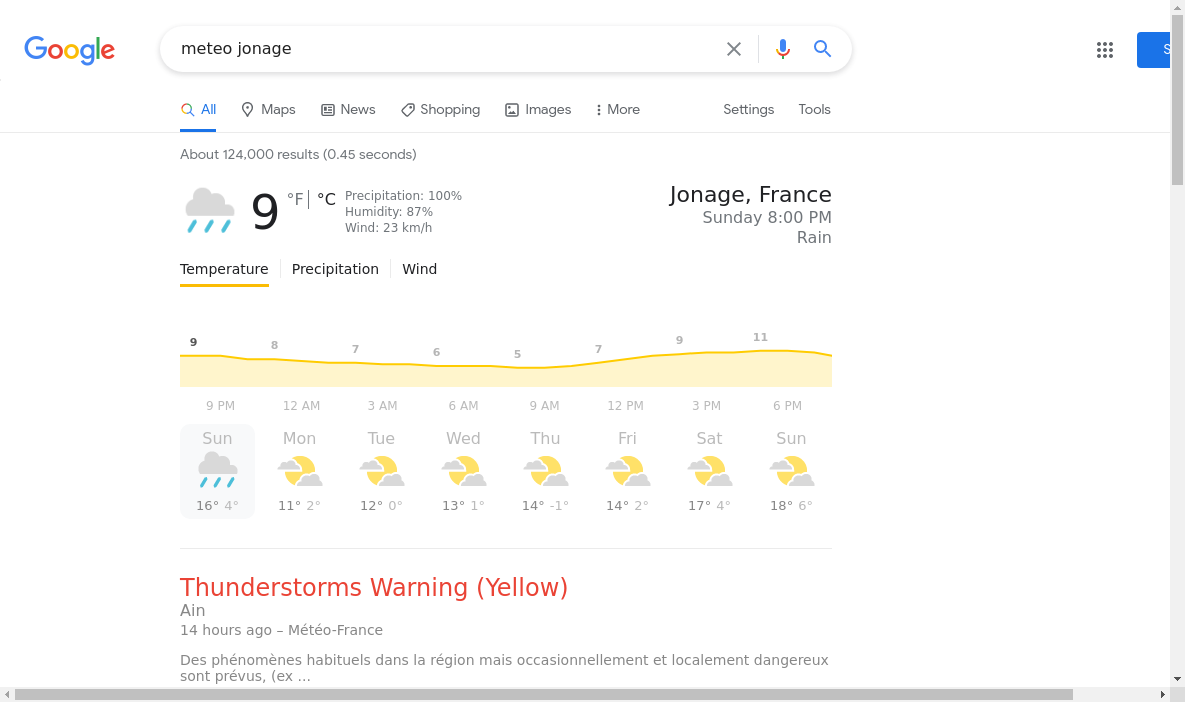 Google
meteo jonage
S
All
Maps
News
Shopping
Images
More
Settings
Tools
About 124,000 results (0.45 seconds)
9
°F
°C
Precipitation: 100%
Humidity: 87%
Wind: 23 km/h
Jonage, France
Sunday 8:00 PM
Rain
Temperature
Precipitation
Wind
9 8 7 6 5 7 9 11
9 PM 12 AM 3 AM 6 AM 9 AM 12 PM 3 PM 6 PM
Sun Mon Tue Wed Thu Fri Sat Sun
16° 4° 11° 2° 12° 0° 13° 1° 14° -1° 14° 2° 17° 4° 18° 6°
Thunderstorms Warning (Yellow)
Ain
14 hours ago – Météo-France
Des phénomènes habituels dans la région mais occasionnellement et localement dangereux
sont prévus, (ex ...